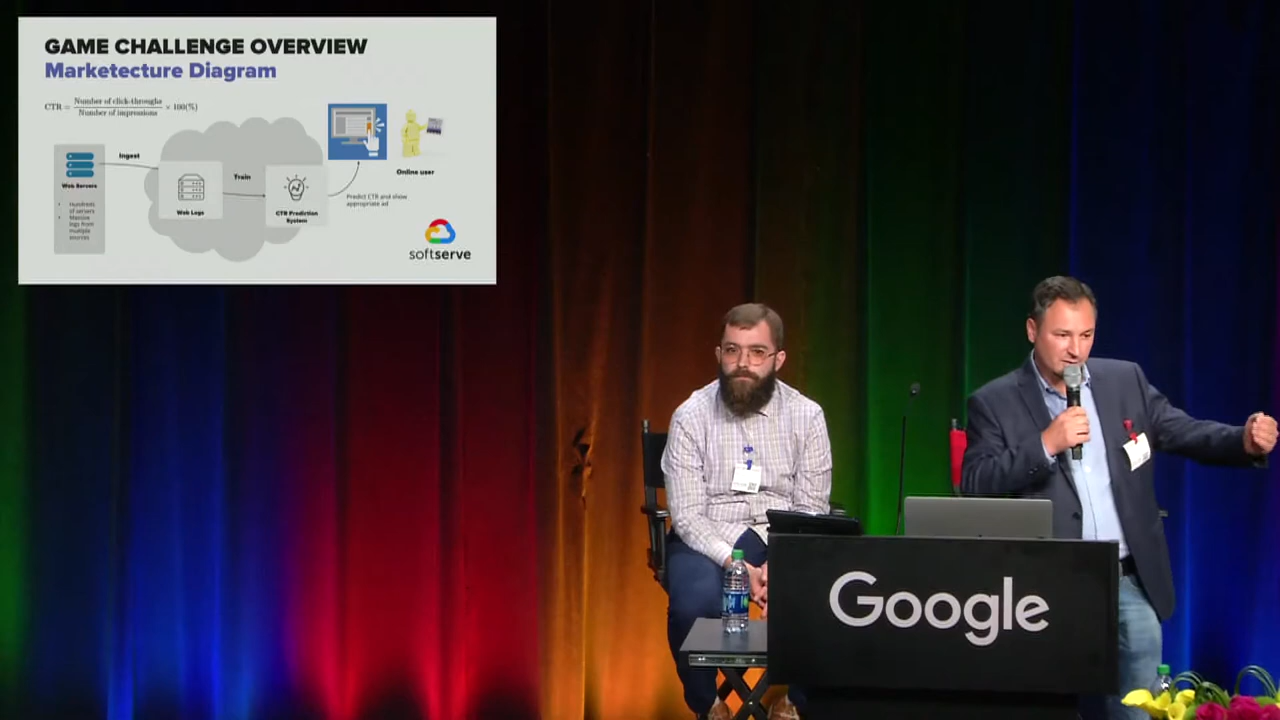 GAME CHALLENGE OVERVIEW
Marketecture Diagram
CTR = Number of click-throughs / Number of impressions × 100(%)
Ingest
Web Servers
Hundreds
of servers
Massive
logs from
multiple
sources
Web Logs
Train
CTR Prediction
System
Predict CTR and show
appropriate ad
Online user
softserve
Google